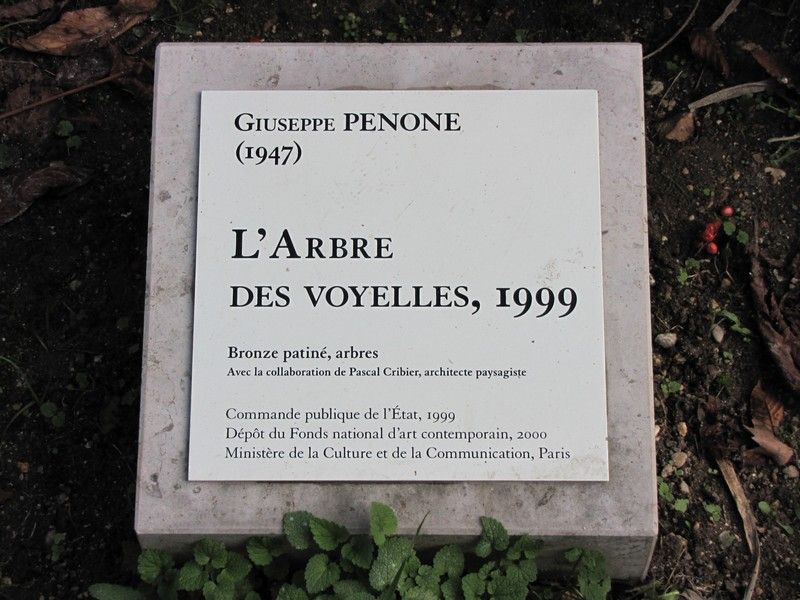 Giuseppe PENONE
(1947)
L'Arbre
des voyelles, 1999
Bronze patiné, arbres
Avec la collaboration de Pascal Cribier, architecte paysagiste
Commande publique de l'État, 1999
Dépôt du Fonds national d'art contemporain, 2000
Ministère de la Culture et de la Communication, Paris